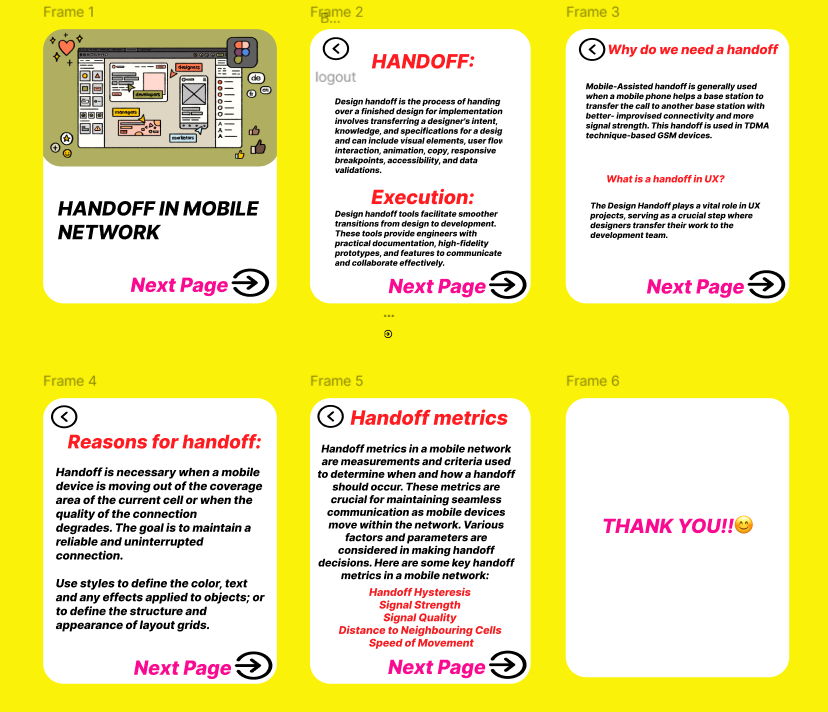 Frame 1
designers
developers
managers
marketers
de
HANDOFF IN MOBILE
NETWORK
Next Page
Frame 2
B...
logout
HANDOFF:
Design handoff is the process of handing
over a finished design for implementation
involves transferring a designer's intent,
knowledge, and specifications for a desig
and can include visual elements, user flow
interaction, animation, copy, responsive
breakpoints, accessibility, and data
validations.
Execution:
Design handoff tools facilitate smoother
transitions from design to development.
These tools provide engineers with
practical documentation, high-fidelity
prototypes, and features to communicate
and collaborate effectively.
Next Page
...
Frame 3
Why do we need a handoff
Mobile-Assisted handoff is generally used
when a mobile phone helps a base station to
transfer the call to another base station with
better- improvised connectivity and more
signal strength. This handoff is used in TDMA
technique-based GSM devices.
What is a handoff in UX?
The Design Handoff plays a vital role in UX
projects, serving as a crucial step where
designers transfer their work to the
development team.
Next Page
Frame 4
Reasons for handoff:
Handoff is necessary when a mobile
device is moving out of the coverage
area of the current cell or when the
quality of the connection
degrades. The goal is to maintain a
reliable and uninterrupted
connection.
Use styles to define the color, text
and any effects applied to objects; or
to define the structure and
appearance of layout grids.
Next Page
Frame 5
Handoff metrics
Handoff metrics in a mobile network
are measurements and criteria used
to determine when and how a handoff
should occur. These metrics are
crucial for maintaining seamless
communication as mobile devices
move within the network. Various
factors and parameters are
considered in making handoff
decisions. Here are some key handoff
metrics in a mobile network:
Handoff Hysteresis
Signal Strength
Signal Quality
Distance to Neighbouring Cells
Speed of Movement
Next Page
Frame 6
THANK YOU!!😊